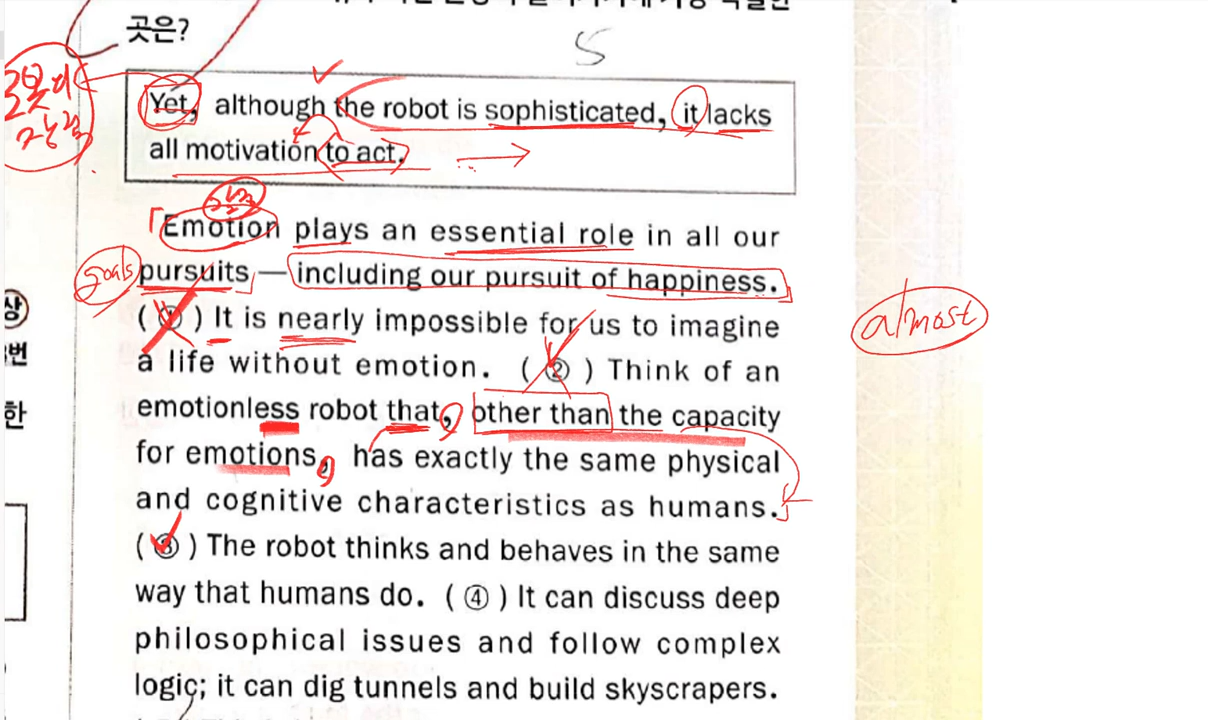 곳은?
5
Yet, although the robot is sophisticated, it lacks
all motivation to act.
Emotion plays an essential role in all our
goals
pursuits — including our pursuit of happiness.
( ① ) It is nearly impossible for us to imagine
almost
a life without emotion. ( ② ) Think of an
emotionless robot that, other than the capacity
for emotions, has exactly the same physical
and cognitive characteristics as humans.
( ③ ) The robot thinks and behaves in the same
way that humans do. ( ④ ) It can discuss deep
philosophical issues and follow complex
logic; it can dig tunnels and build skyscrapers.
상
번
한